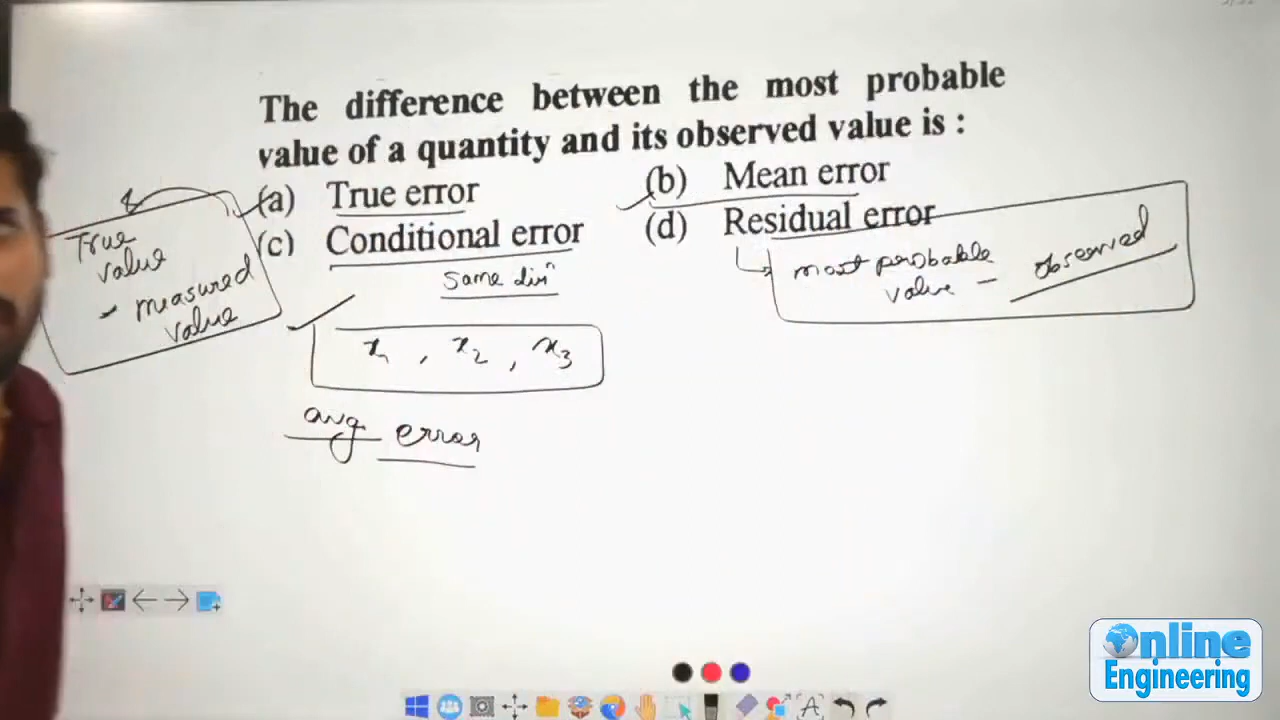 The difference between the most probable
value of a quantity and its observed value is :
(a) True error
(b) Mean error
(c) Conditional error
(d) Residual error
True
value
- measured
value
same dirⁿ
most probable
value - observed
x₁ , x₂ , x₃
avg error
Online
Engineering